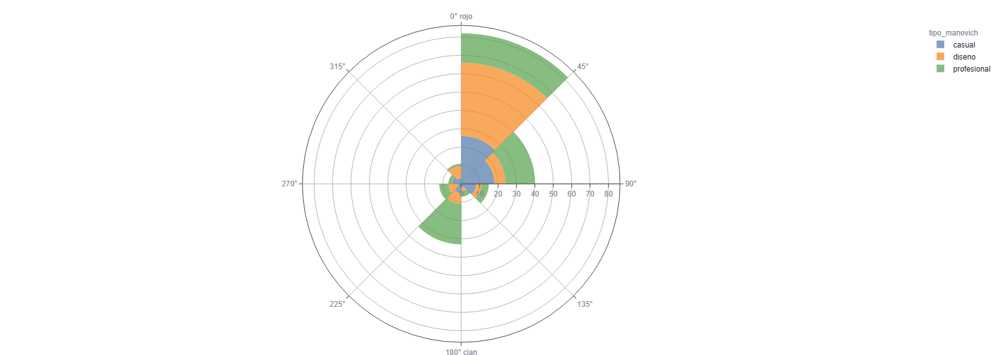 0° rojo
tipo_manovich
casual
diseno
profesional
315°
45°
270°
90°
0 10 20 30 40 50 60 70 80
225°
135°
180° cian